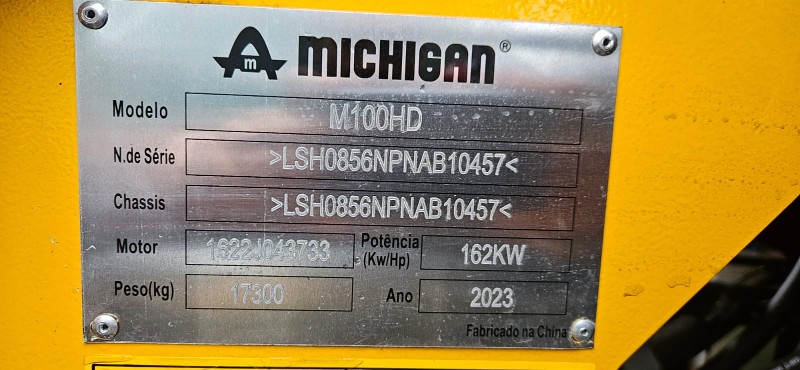 m MICHIGAN®
Modelo M100HD
N.de Série >LSH0856NPNAB10457<
Chassis >LSH0856NPNAB10457<
Motor 1622J043733 Potência (Kw/Hp) 162KW
Peso(kg) 17300 Ano 2023
Fabricado na China